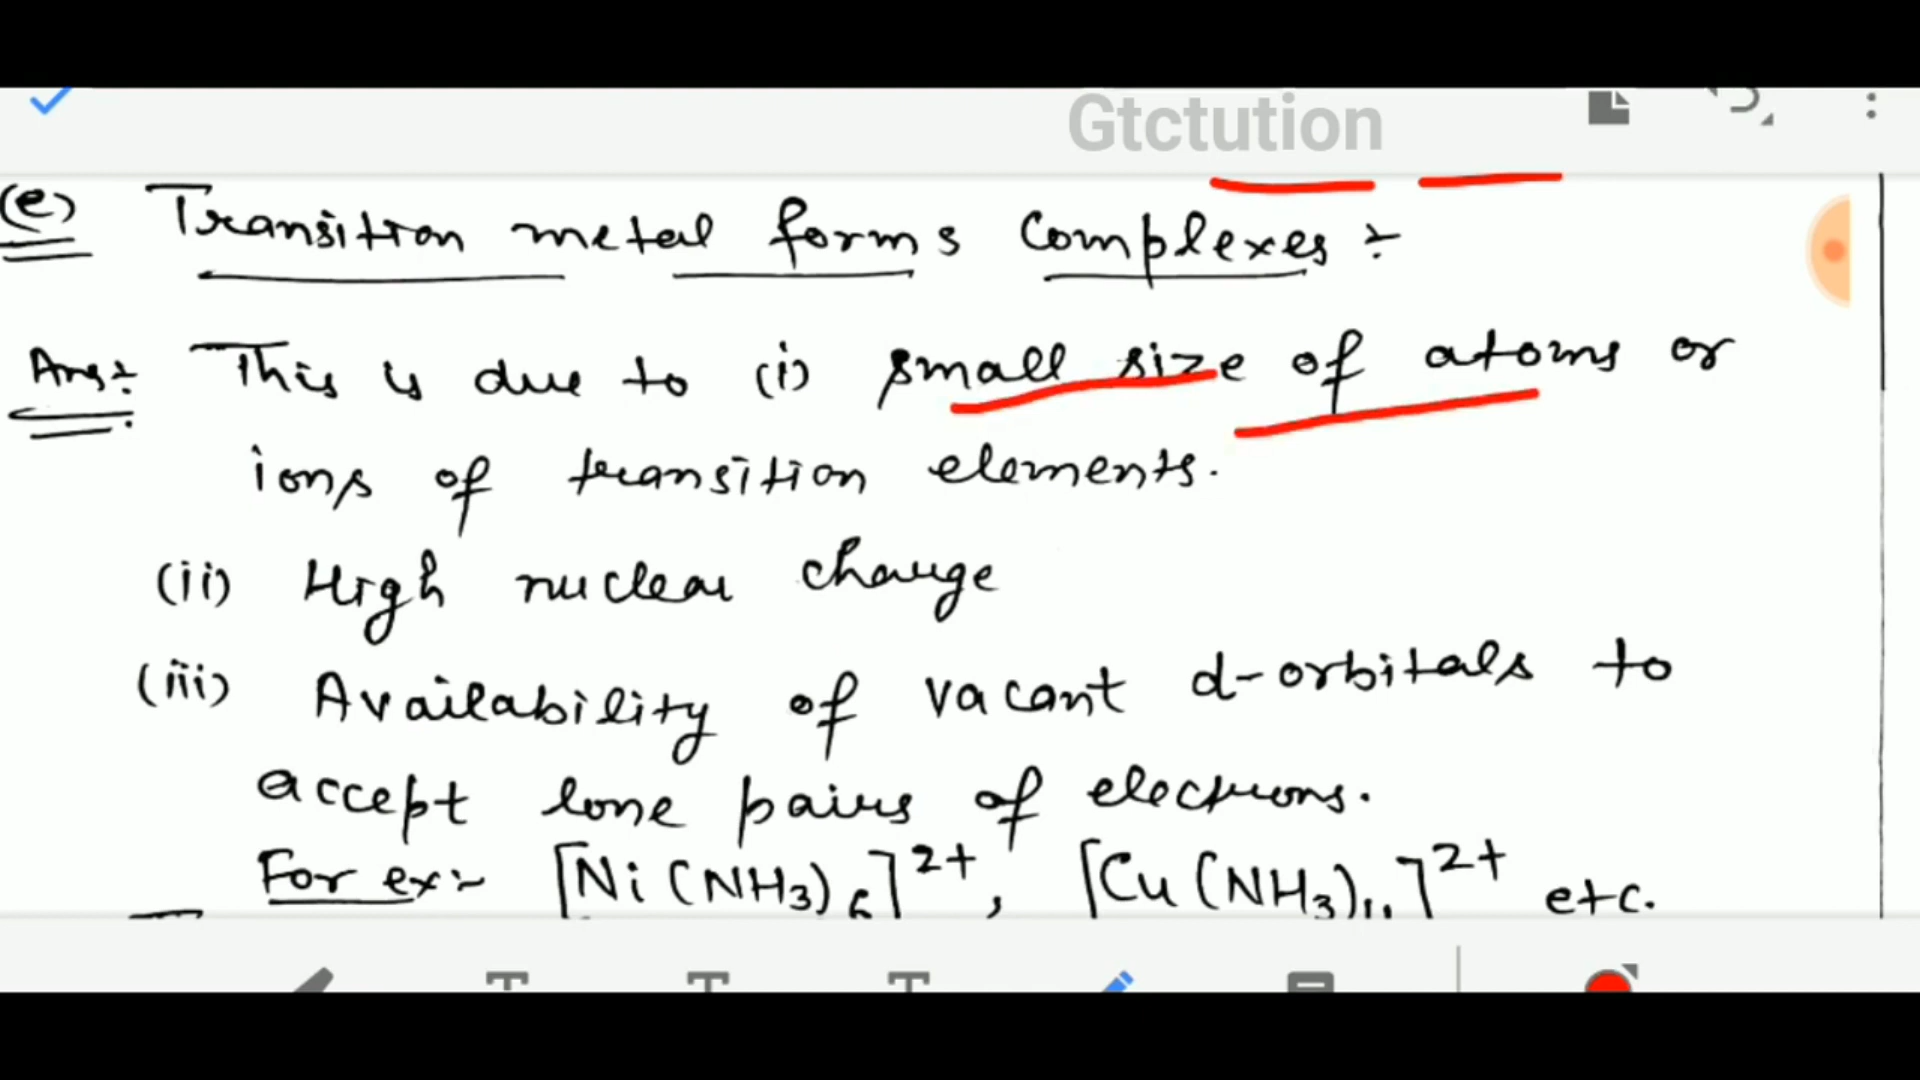 Gtctution
(e) Transition metal forms Complexes :-
Ans:- This is due to (i) small size of atoms or
ions of transition elements.
(ii) High nuclear charge
(iii) Availability of vacant d-orbitals to
accept lone pairs of electrons.
For ex:- [Ni(NH3)6]2+, [Cu(NH3)4]2+ etc.
T T T